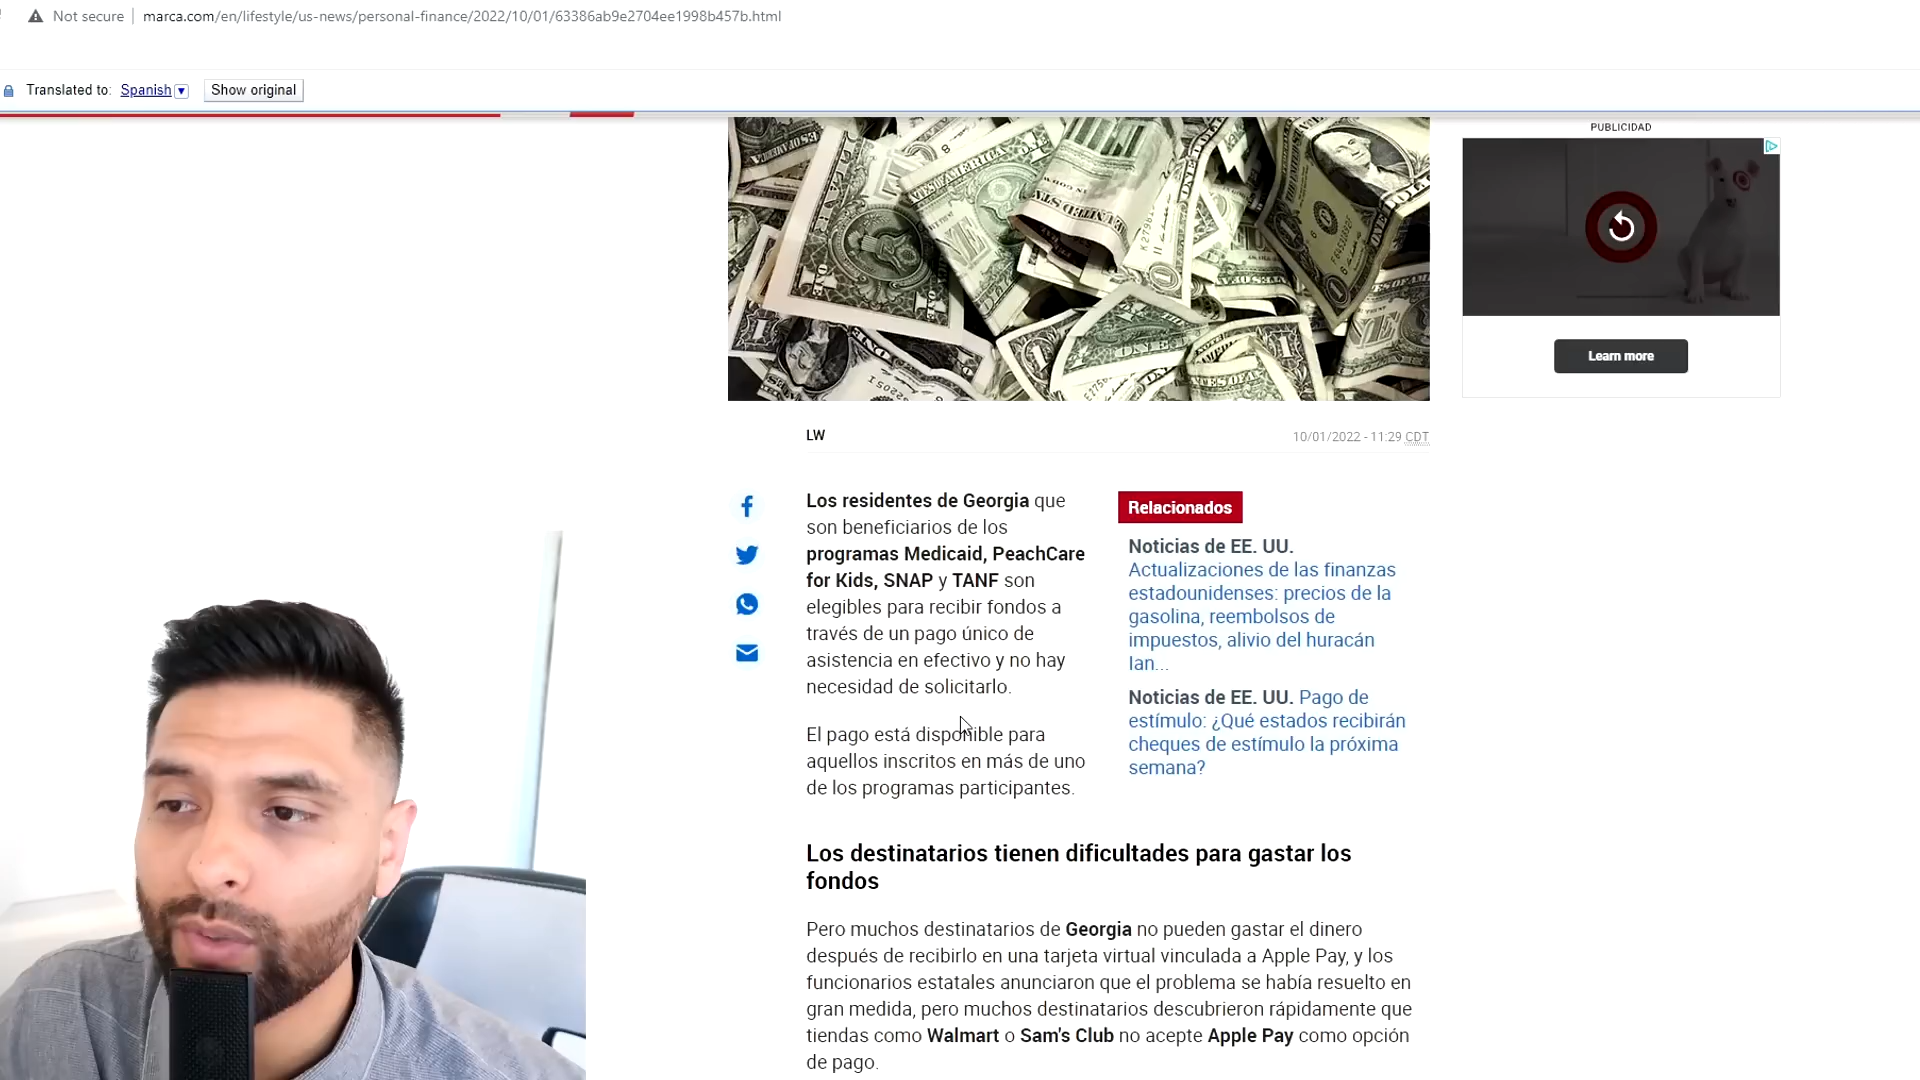 Not secure
marca.com/en/lifestyle/us-news/personal-finance/2022/10/01/63386ab9e2704ee1998b457b.html
Translated to: Spanish Show original
PUBLICIDAD
Learn more
LW
10/01/2022 - 11:29 CDT
Los residentes de Georgia que
son beneficiarios de los
programas Medicaid, PeachCare
for Kids, SNAP y TANF son
elegibles para recibir fondos a
través de un pago único de
asistencia en efectivo y no hay
necesidad de solicitarlo.
El pago está disponible para
aquellos inscritos en más de uno
de los programas participantes.
Relacionados
Noticias de EE. UU.
Actualizaciones de las finanzas
estadounidenses: precios de la
gasolina, reembolsos de
impuestos, alivio del huracán
Ian...
Noticias de EE. UU. Pago de
estímulo: ¿Qué estados recibirán
cheques de estímulo la próxima
semana?
Los destinatarios tienen dificultades para gastar los
fondos
Pero muchos destinatarios de Georgia no pueden gastar el dinero
después de recibirlo en una tarjeta virtual vinculada a Apple Pay, y los
funcionarios estatales anunciaron que el problema se había resuelto en
gran medida, pero muchos destinatarios descubrieron rápidamente que
tiendas como Walmart o Sam's Club no acepte Apple Pay como opción
de pago.